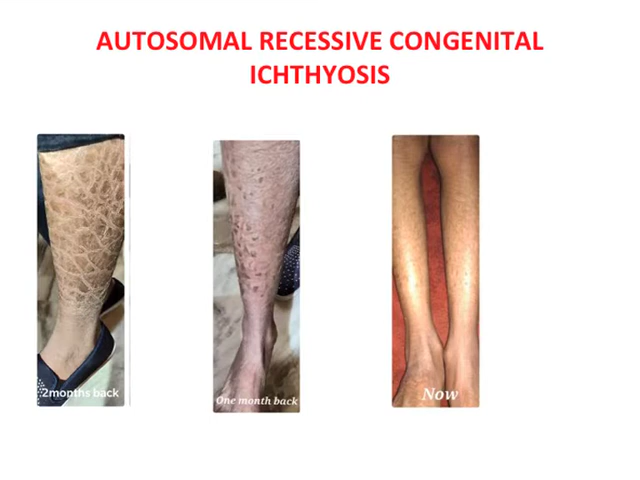 AUTOSOMAL RECESSIVE CONGENITAL
ICHTHYOSIS
2months back
One month back
Now